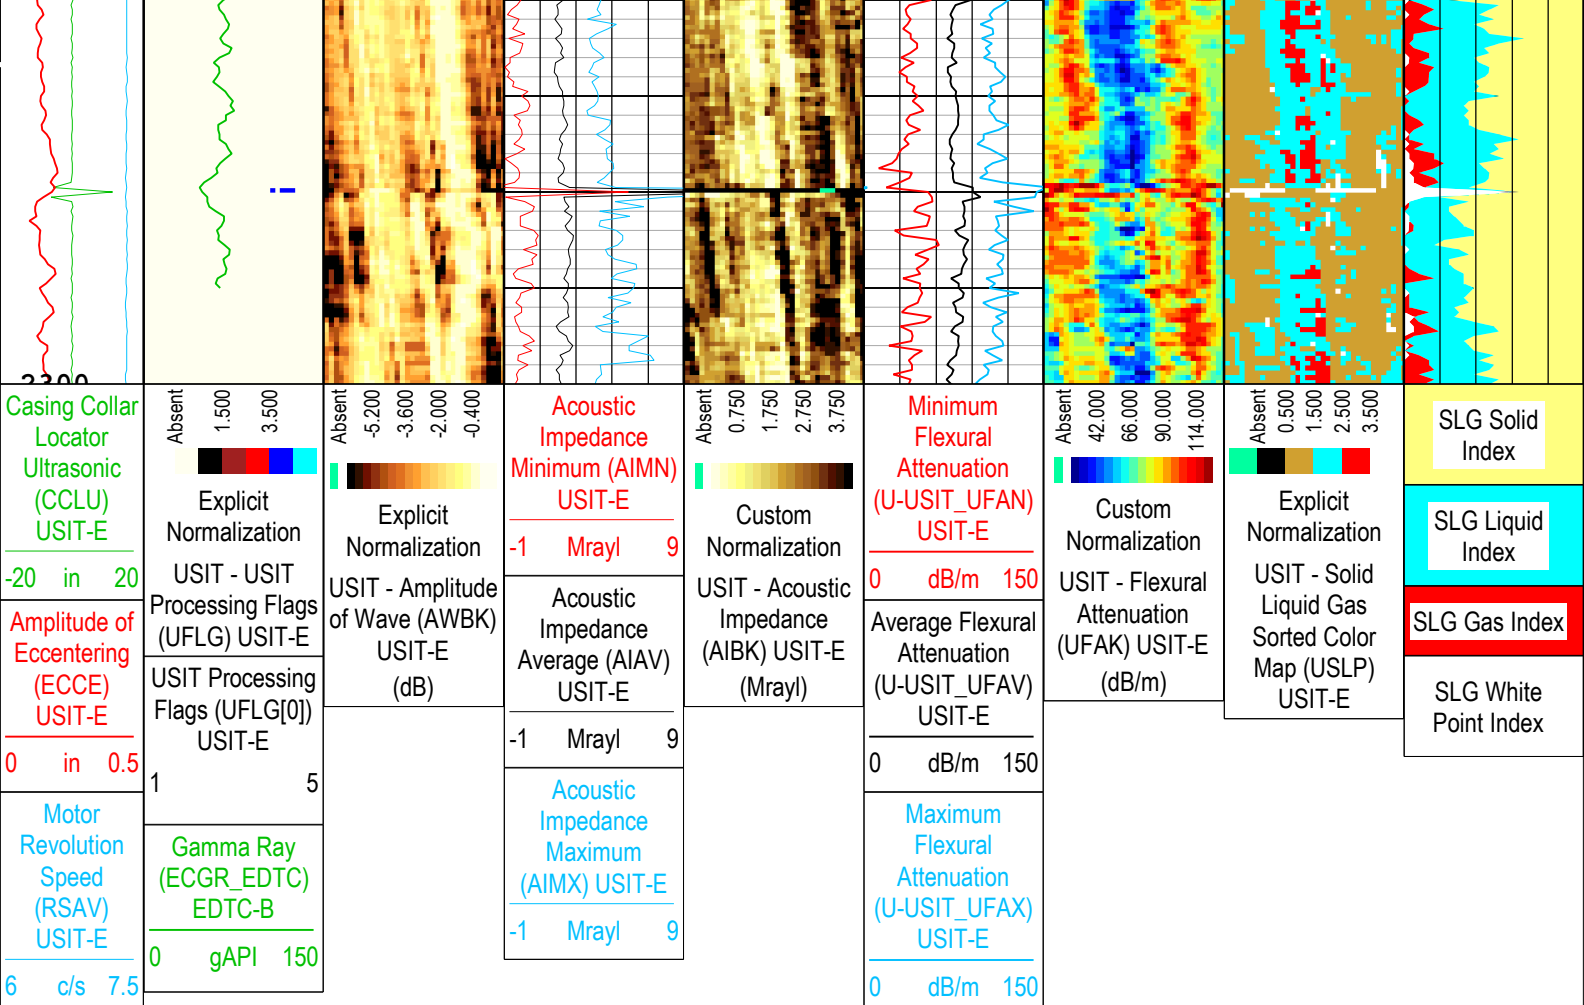 2300
Casing Collar
Locator
Ultrasonic
(CCLU)
USIT-E
-20 in 20
Amplitude of
Eccentering
(ECCE)
USIT-E
0 in 0.5
Motor
Revolution
Speed
(RSAV)
USIT-E
6 c/s 7.5
Absent
1.500
3.500
Explicit
Normalization
USIT - USIT
Processing Flags
(UFLG) USIT-E
USIT Processing
Flags (UFLG[0])
USIT-E
1 5
Gamma Ray
(ECGR_EDTC)
EDTC-B
0 gAPI 150
Absent
-5.200
-3.600
-2.000
-0.400
Explicit
Normalization
USIT - Amplitude
of Wave (AWBK)
USIT-E
(dB)
Acoustic
Impedance
Minimum (AIMN)
USIT-E
-1 Mrayl 9
Acoustic
Impedance
Average (AIAV)
USIT-E
-1 Mrayl 9
Acoustic
Impedance
Maximum
(AIMX) USIT-E
-1 Mrayl 9
Absent
0.750
1.750
2.750
3.750
Custom
Normalization
USIT - Acoustic
Impedance
(AIBK) USIT-E
(Mrayl)
Minimum
Flexural
Attenuation
(U-USIT_UFAN)
USIT-E
0 dB/m 150
Average Flexural
Attenuation
(U-USIT_UFAV)
USIT-E
0 dB/m 150
Maximum
Flexural
Attenuation
(U-USIT_UFAX)
USIT-E
0 dB/m 150
Absent
42.000
66.000
90.000
114.000
Custom
Normalization
USIT - Flexural
Attenuation
(UFAK) USIT-E
(dB/m)
Absent
0.500
1.500
2.500
3.500
Explicit
Normalization
USIT - Solid
Liquid Gas
Sorted Color
Map (USLP)
USIT-E
SLG Solid
Index
SLG Liquid
Index
SLG Gas Index
SLG White
Point Index